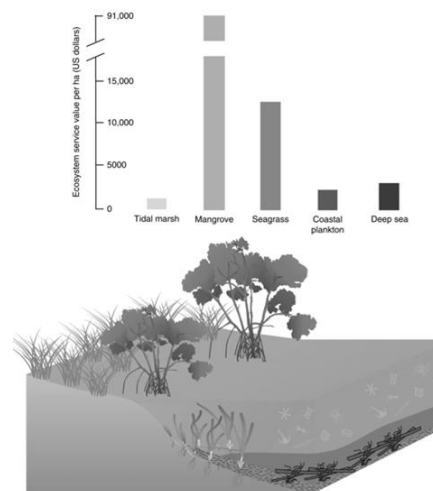 Ecosystem service value per ha (US dollars)
91,000
15,000
10,000
5000
0
Tidal marsh
Mangrove
Seagrass
Coastal
plankton
Deep sea